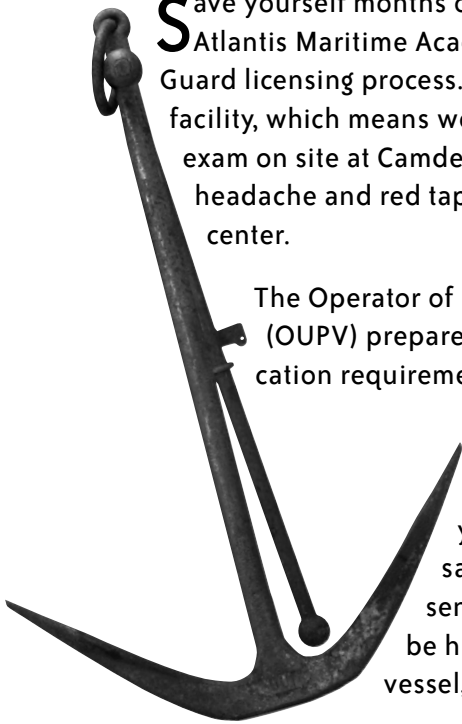 Save yourself months o
Atlantis Maritime Aca
Guard licensing process.
facility, which means we
exam on site at Camde
headache and red tap
center.
The Operator of
(OUPV) prepare
cation requireme
y
sa
ser
be h
vessel,